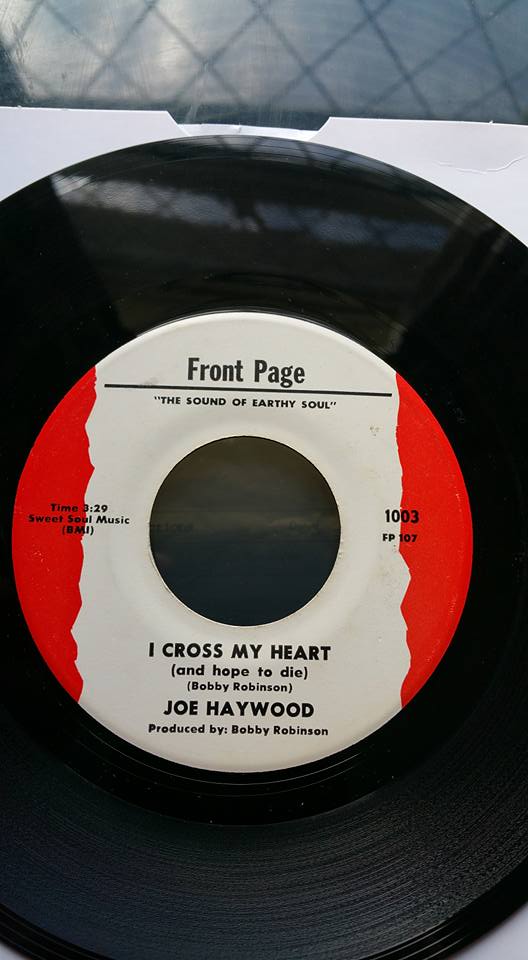 Front Page
"THE SOUND OF EARTHY SOUL"
Time 3:29
Sweet Soul Music
(BMI)
1003
FP 107
I CROSS MY HEART
(and hope to die)
(Bobby Robinson)
JOE HAYWOOD
Produced by: Bobby Robinson